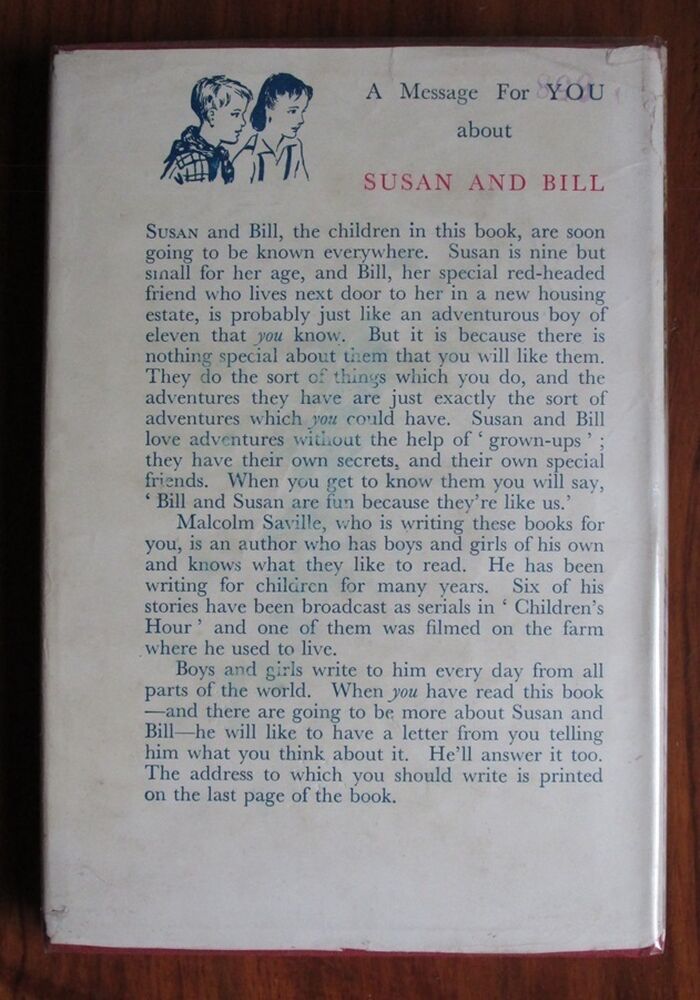 A Message For YOU
about
SUSAN AND BILL
SUSAN and Bill, the children in this book, are soon
going to be known everywhere. Susan is nine but
small for her age, and Bill, her special red-headed
friend who lives next door to her in a new housing
estate, is probably just like an adventurous boy of
eleven that you know. But it is because there is
nothing special about them that you will like them.
They do the sort of things which you do, and the
adventures they have are just exactly the sort of
adventures which you could have. Susan and Bill
love adventures without the help of ‘ grown-ups ’ ;
they have their own secrets, and their own special
friends. When you get to know them you will say,
‘ Bill and Susan are fun because they’re like us.’
Malcolm Saville, who is writing these books for
you, is an author who has boys and girls of his own
and knows what they like to read. He has been
writing for children for many years. Six of his
stories have been broadcast as serials in ‘ Children’s
Hour ’ and one of them was filmed on the farm
where he used to live.
Boys and girls write to him every day from all
parts of the world. When you have read this book
—and there are going to be more about Susan and
Bill—he will like to have a letter from you telling
him what you think about it. He’ll answer it too.
The address to which you should write is printed
on the last page of the book.